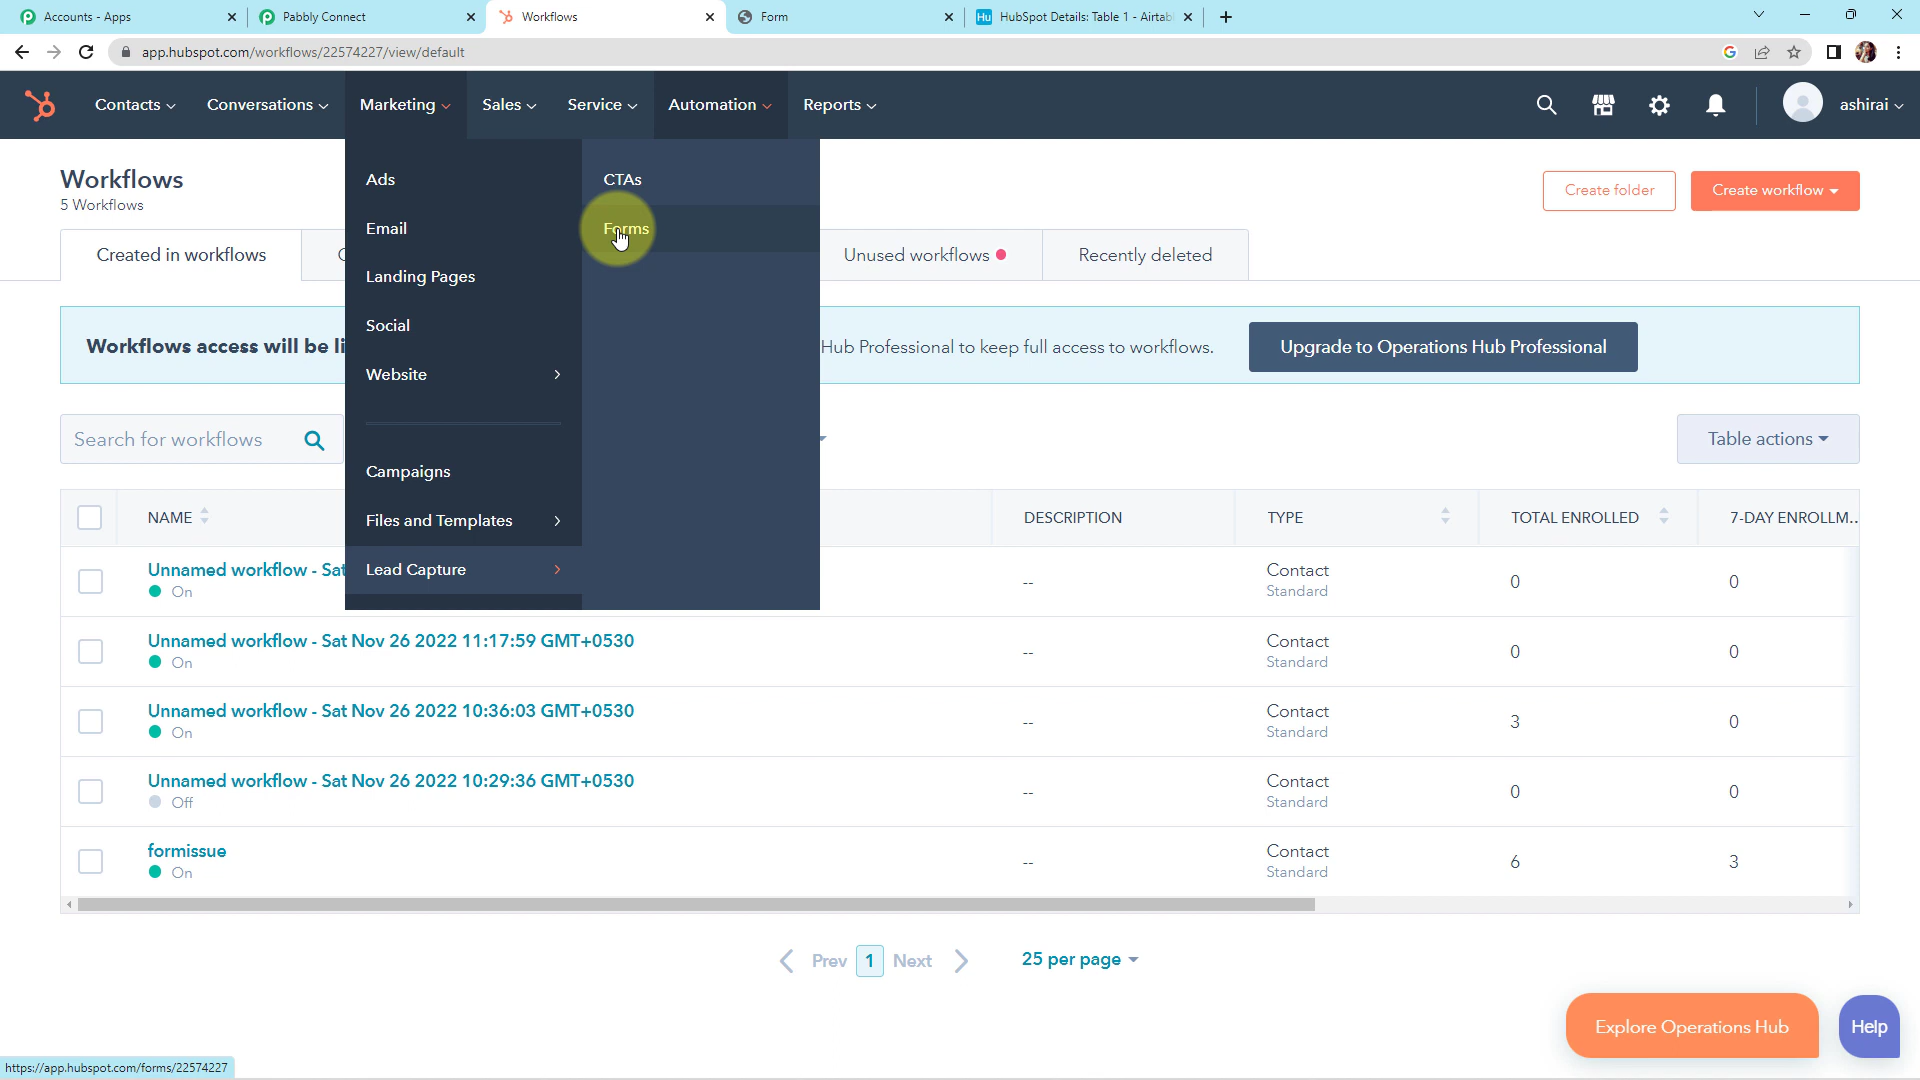 Accounts - Apps
Pabbly Connect
Workflows
Form
Hu
HubSpot Details: Table 1 - Airtabl
app.hubspot.com/workflows/22574227/view/default
Contacts
Conversations
Marketing
Sales
Service
Automation
Reports
ashirai
Workflows
5 Workflows
Create folder
Create workflow
Ads
Email
Landing Pages
Social
Website
Campaigns
Files and Templates
Lead Capture
CTAs
Forms
Created in workflows
Unused workflows
Recently deleted
Workflows access will be li
Hub Professional to keep full access to workflows.
Upgrade to Operations Hub Professional
Search for workflows
Table actions
NAME
DESCRIPTION
TYPE
TOTAL ENROLLED
7-DAY ENROLLM...
Unnamed workflow - Sat
On
--
Contact
Standard
0
0
Unnamed workflow - Sat Nov 26 2022 11:17:59 GMT+0530
On
--
Contact
Standard
0
0
Unnamed workflow - Sat Nov 26 2022 10:36:03 GMT+0530
On
--
Contact
Standard
3
0
Unnamed workflow - Sat Nov 26 2022 10:29:36 GMT+0530
Off
--
Contact
Standard
0
0
formissue
On
--
Contact
Standard
6
3
Prev
1
Next
25 per page
Explore Operations Hub
Help
https://app.hubspot.com/forms/22574227